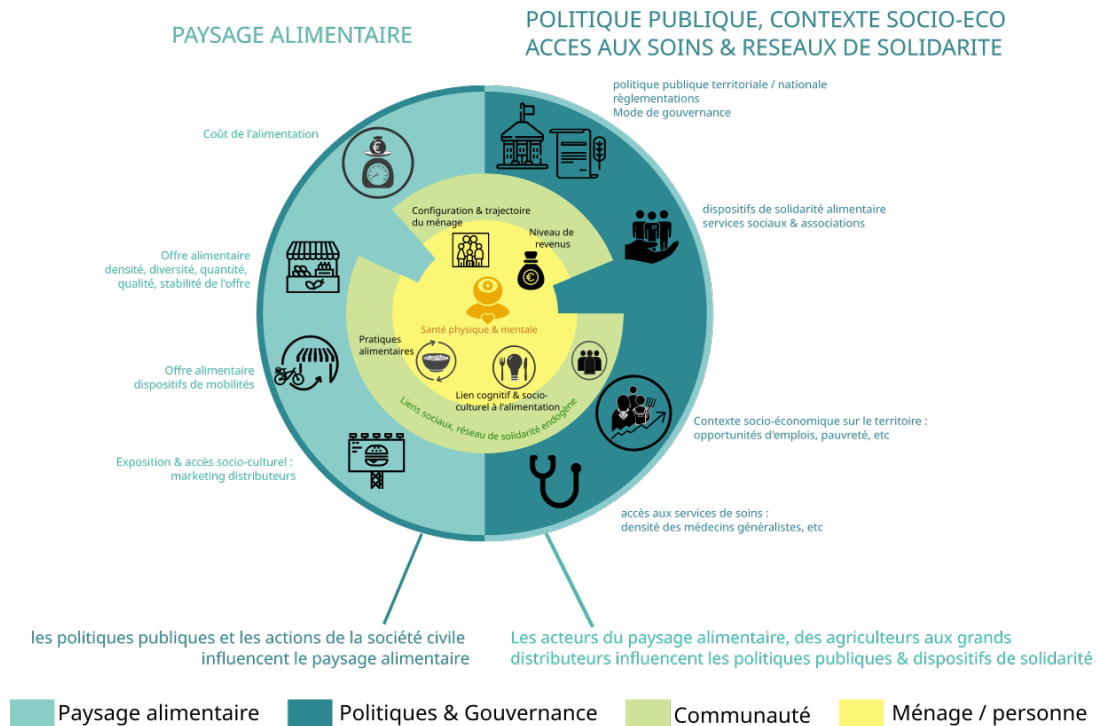 PAYSAGE ALIMENTAIRE
POLITIQUE PUBLIQUE, CONTEXTE SOCIO-ECO
ACCES AUX SOINS & RESEAUX DE SOLIDARITE
politique publique territoriale / nationale
règlementations
Mode de gouvernance
Coût de l'alimentation
€
dispositifs de solidarité alimentaire
services sociaux & associations
Configuration & trajectoire
du ménage
Niveau de
revenus
€
Offre alimentaire
densité, diversité, quantité,
qualité, stabilité de l'offre
Santé physique & mentale
Pratiques
alimentaires
Offre alimentaire
dispositifs de mobilités
Lien cognitif & socio-
culturel à l'alimentation
Liens sociaux, réseau de solidarité endogène
Contexte socio-économique sur le territoire :
opportunités d'emplois, pauvreté, etc
Exposition & accès socio-culturel :
marketing distributeurs
accès aux services de soins :
densité des médecins généralistes, etc
les politiques publiques et les actions de la société civile
influencent le paysage alimentaire
Les acteurs du paysage alimentaire, des agriculteurs aux grands
distributeurs influencent les politiques publiques & dispositifs de solidarité
Paysage alimentaire
Politiques & Gouvernance
Communauté
Ménage / personne